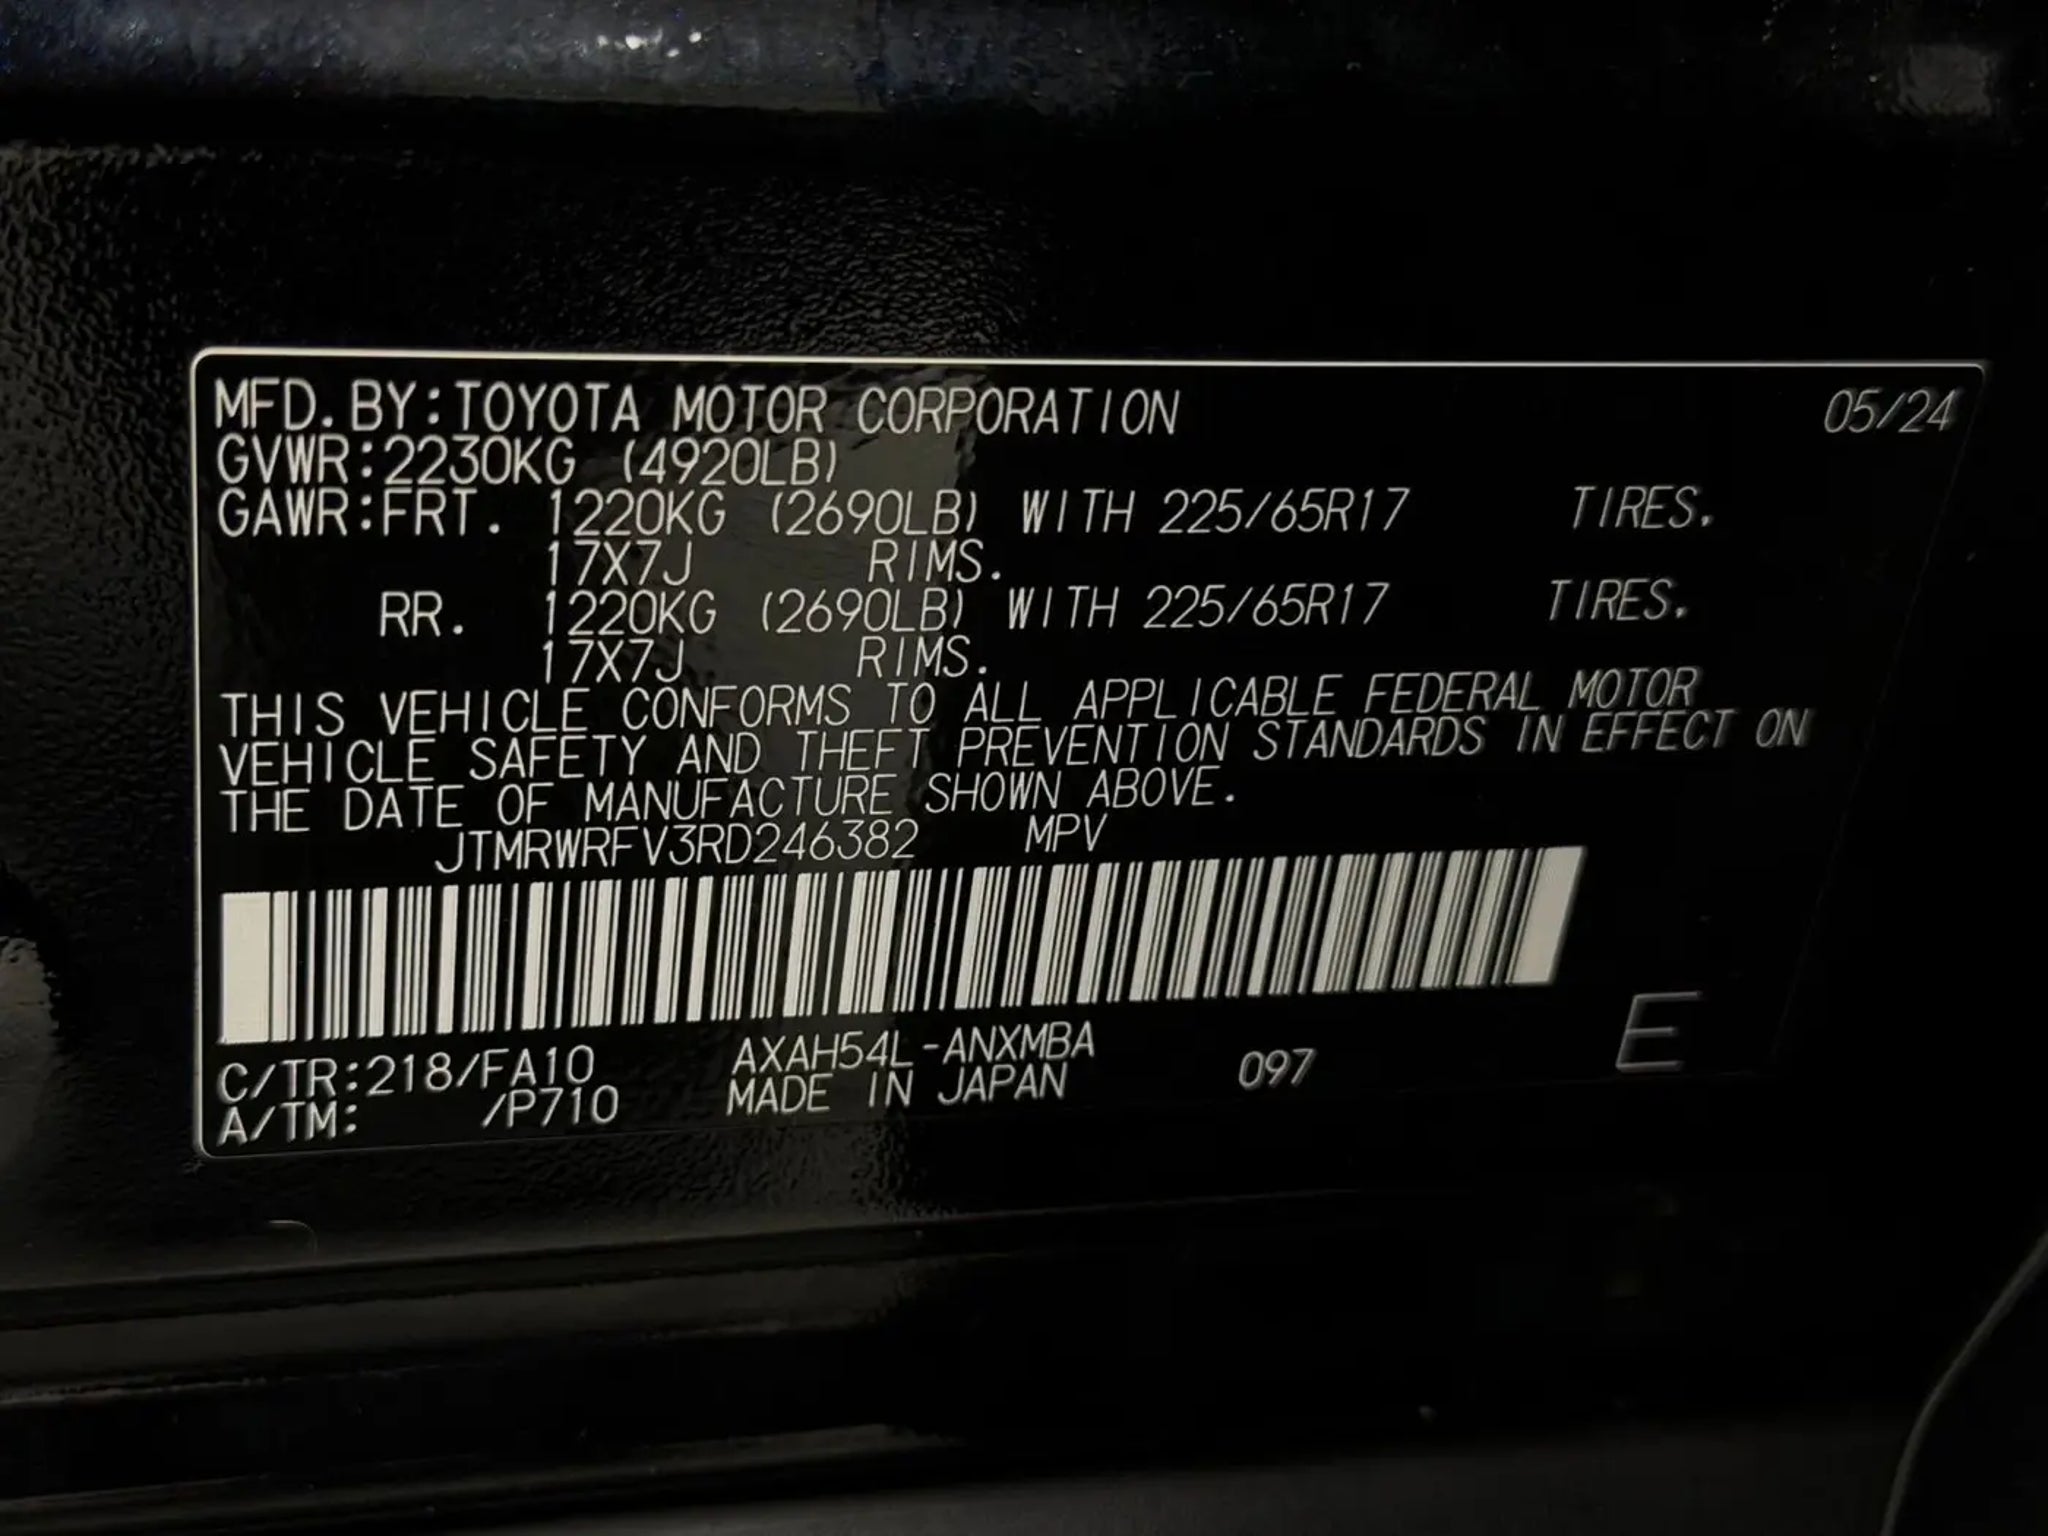 MFD. BY: TOYOTA MOTOR CORPORATION 05/24
GVWR: 2230KG (4920LB)
GAWR: FRT. 1220KG (2690LB) WITH 225/65R17 TIRES.
17X7J RIMS.
RR. 1220KG (2690LB) WITH 225/65R17 TIRES.
17X7J RIMS.
THIS VEHICLE CONFORMS TO ALL APPLICABLE FEDERAL MOTOR
VEHICLE SAFETY AND THEFT PREVENTION STANDARDS IN EFFECT ON
THE DATE OF MANUFACTURE SHOWN ABOVE.
JTMRWRFV3RD246382 MPV
C/TR: 218/FA10 AXAH54L-ANXMBA 097 E
A/TM: /P710 MADE IN JAPAN